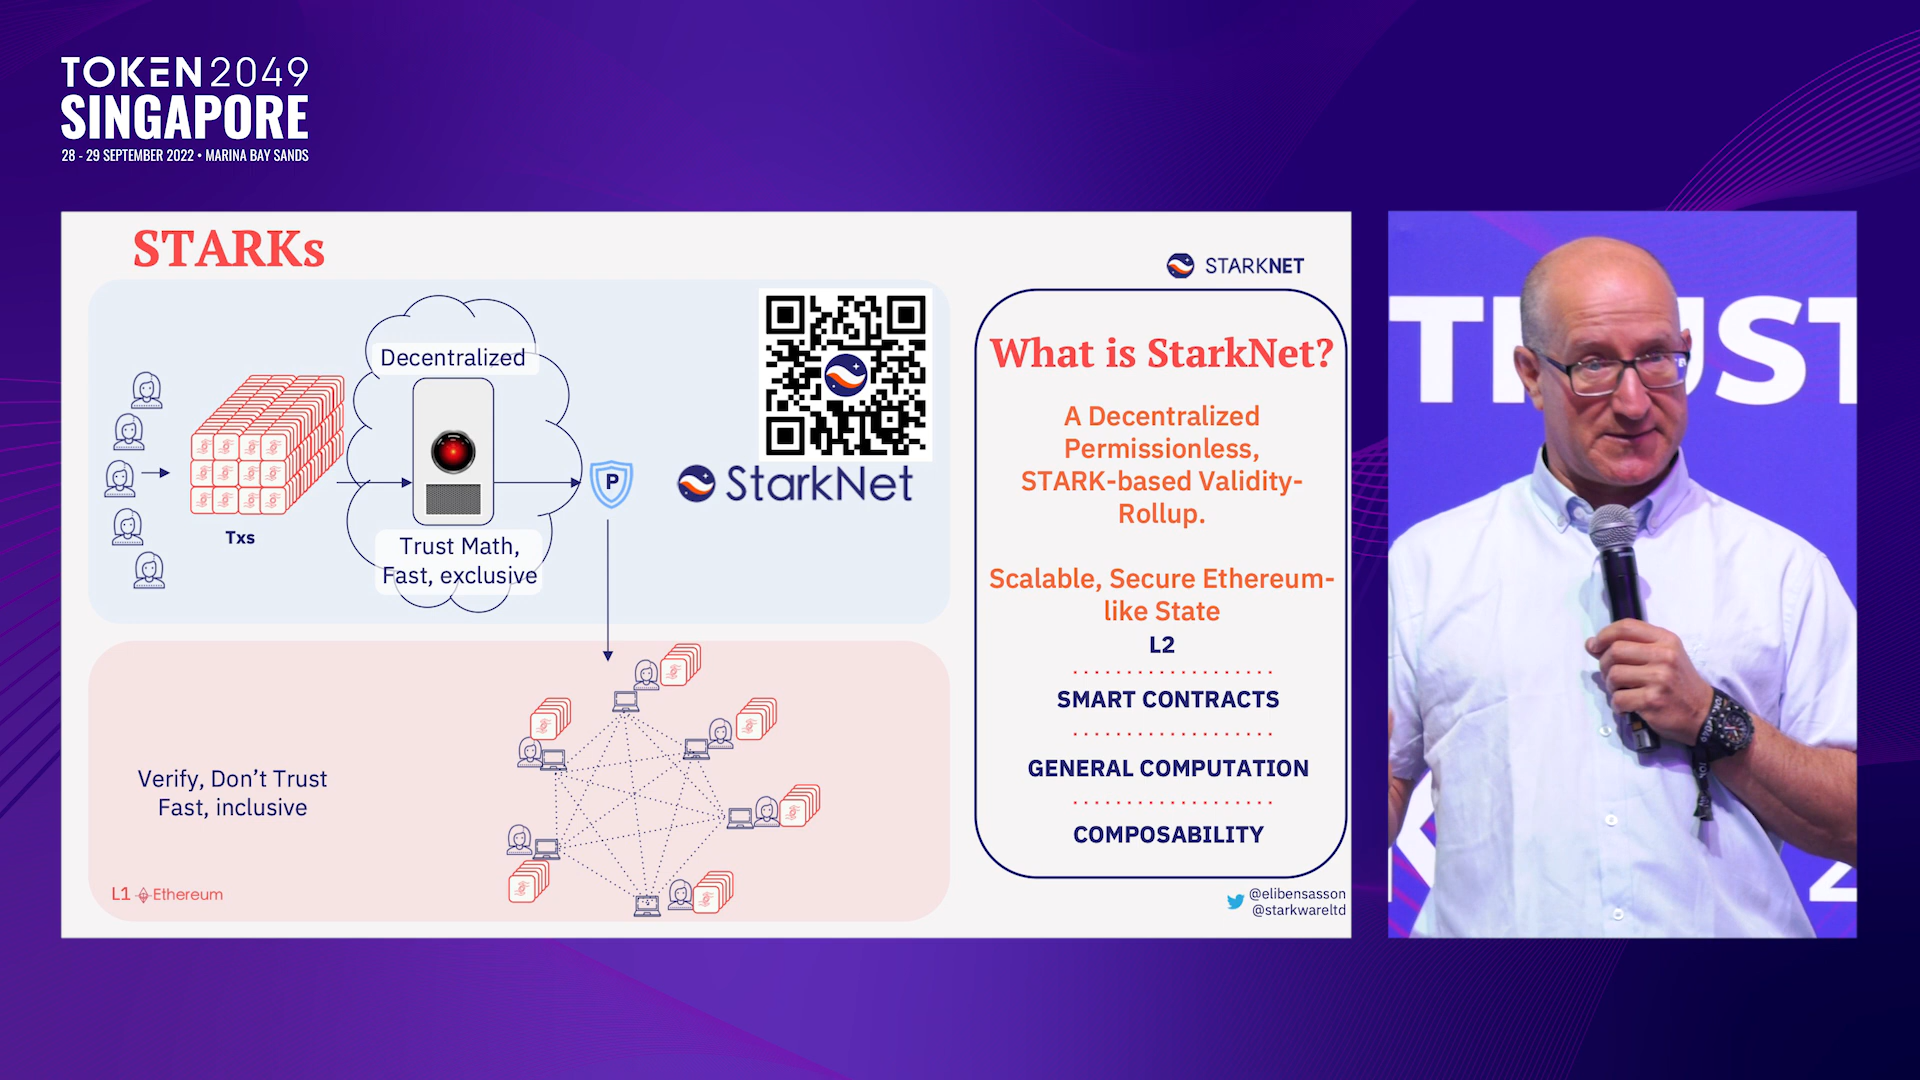 TOKEN2049
SINGAPORE
28 - 29 SEPTEMBER 2022 • MARINA BAY SANDS
STARKs
STARKNET
Decentralized
Txs
Trust Math,
Fast, exclusive
P
StarkNet
Verify, Don't Trust
Fast, inclusive
L1 Ethereum
What is StarkNet?
A Decentralized
Permissionless,
STARK-based Validity-
Rollup.
Scalable, Secure Ethereum-
like State
L2
SMART CONTRACTS
GENERAL COMPUTATION
COMPOSABILITY
@elibensasson
@starkwareltd
TRUST